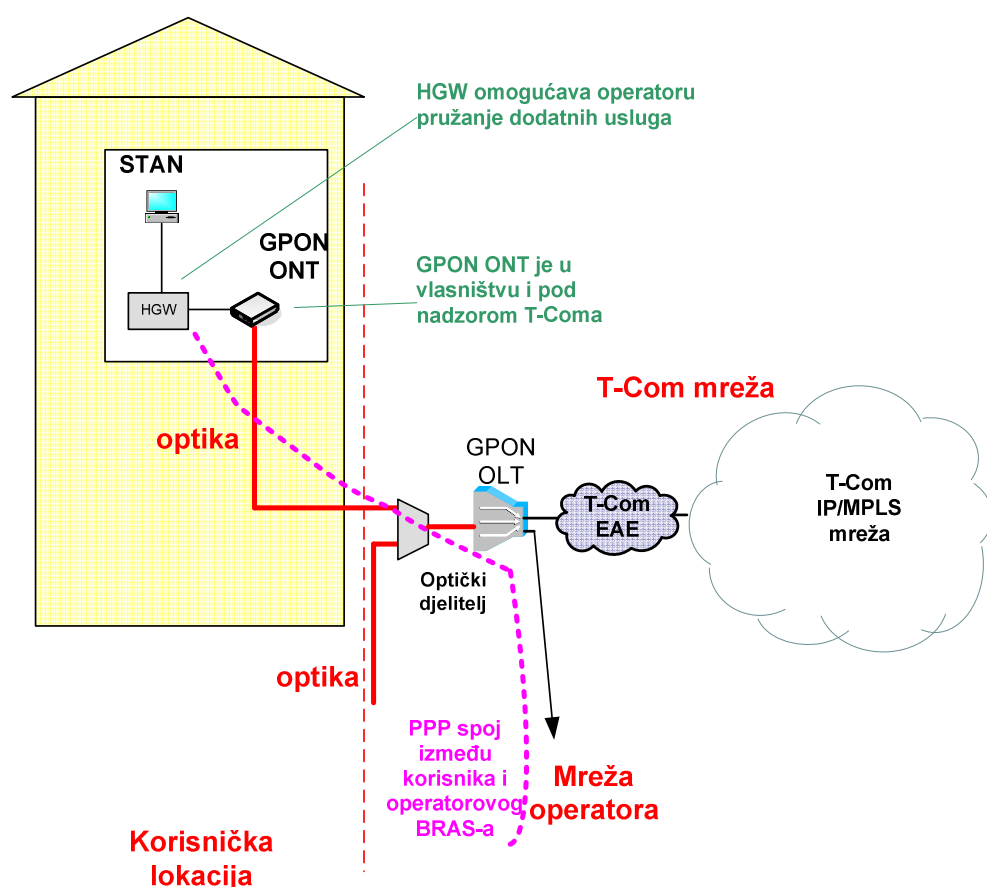 HGW omogućava operatoru
pružanje dodatnih usluga
STAN
GPON
ONT
HGW
GPON ONT je u
vlasništvu i pod
nadzorom T-Coma
T-Com mreža
optika
GPON
OLT
T-Com
EAE
T-Com
IP/MPLS
mreža
Optički
djelitelj
optika
PPP spoj
između
korisnika i
operatorovog
BRAS-a
Mreža
operatora
Korisnička
lokacija